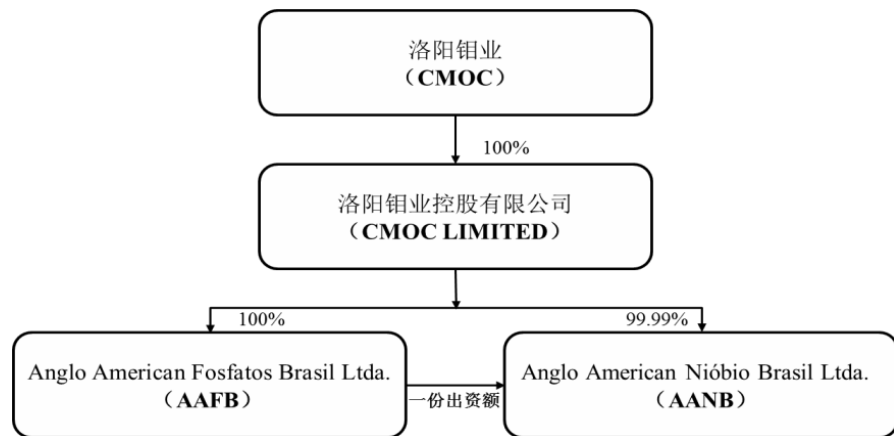 洛阳钼业
（CMOC）
100%
洛阳钼业控股有限公司
（CMOC LIMITED）
100%
99.99%
Anglo American Fosfatos Brasil Ltda.
（AAFB）
一份出资额
Anglo American Nióbio Brasil Ltda.
（AANB）